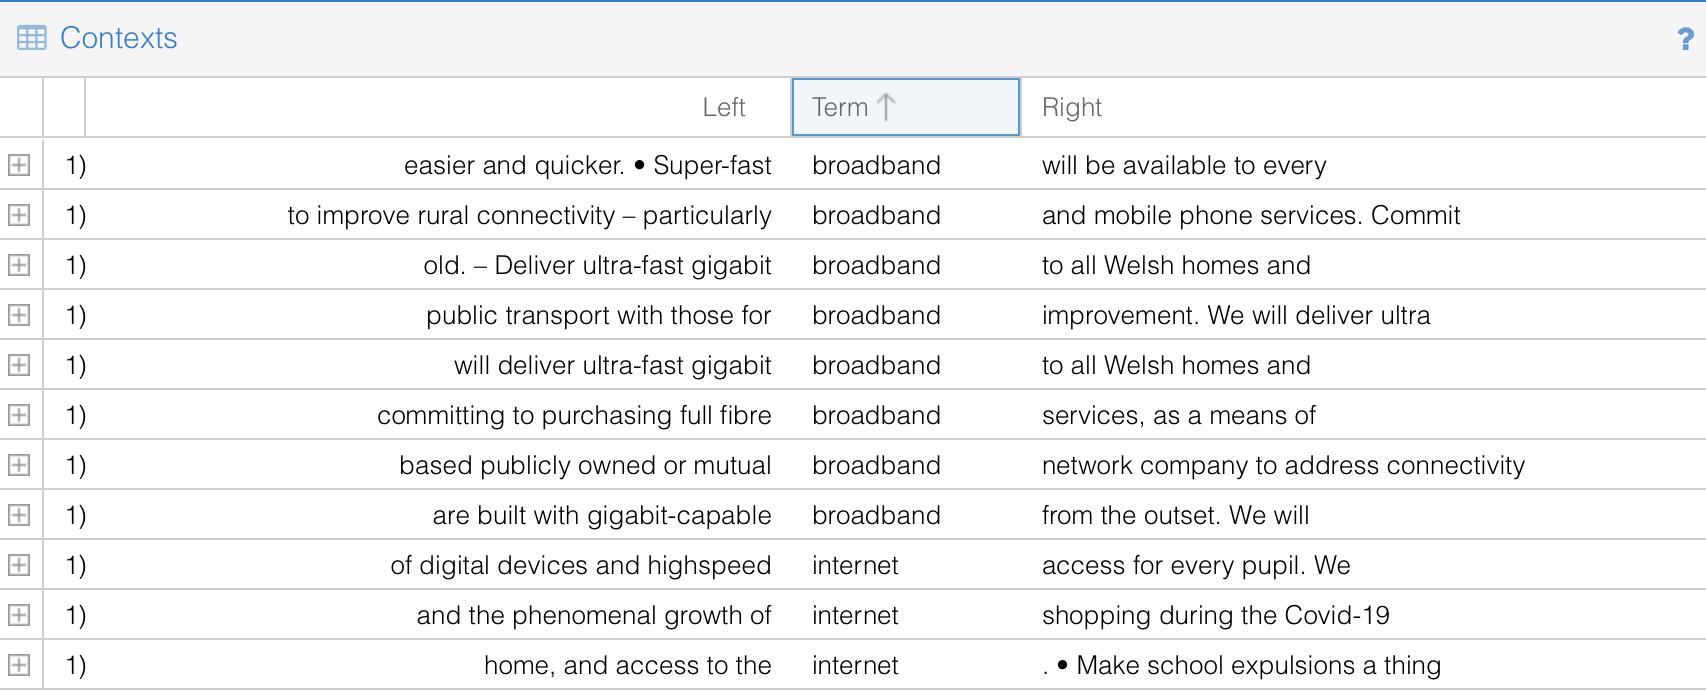 Contexts ?
Left Term ↑ Right
1) easier and quicker. • Super-fast broadband will be available to every
1) to improve rural connectivity – particularly broadband and mobile phone services. Commit
1) old. – Deliver ultra-fast gigabit broadband to all Welsh homes and
1) public transport with those for broadband improvement. We will deliver ultra
1) will deliver ultra-fast gigabit broadband to all Welsh homes and
1) committing to purchasing full fibre broadband services, as a means of
1) based publicly owned or mutual broadband network company to address connectivity
1) are built with gigabit-capable broadband from the outset. We will
1) of digital devices and highspeed internet access for every pupil. We
1) and the phenomenal growth of internet shopping during the Covid-19
1) home, and access to the internet . • Make school expulsions a thing